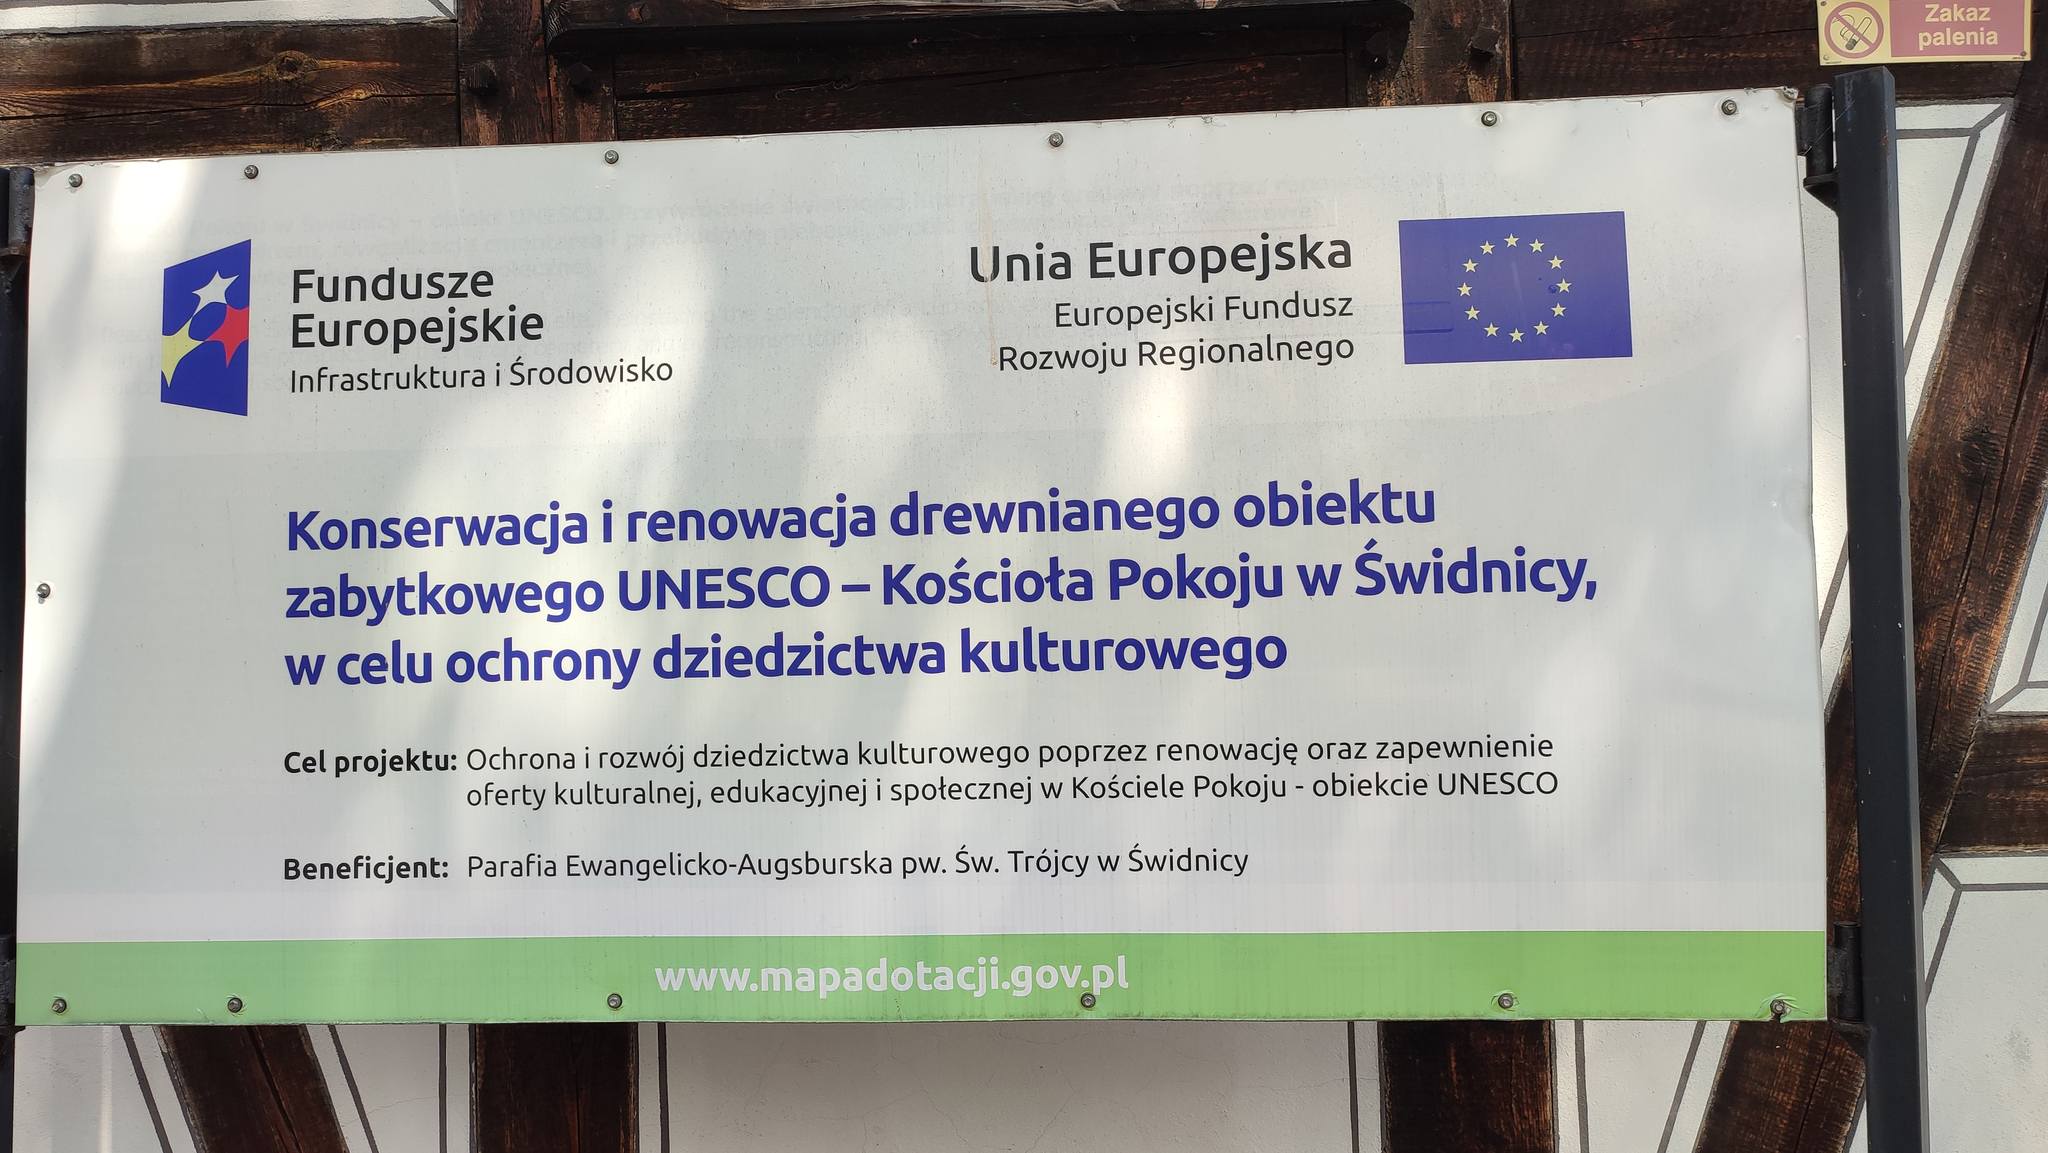 Zakaz
palenia
Fundusze
Europejskie
Infrastruktura i Środowisko
Unia Europejska
Europejski Fundusz
Rozwoju Regionalnego
Konserwacja i renowacja drewnianego obiektu
zabytkowego UNESCO – Kościoła Pokoju w Świdnicy,
w celu ochrony dziedzictwa kulturowego
Cel projektu: Ochrona i rozwój dziedzictwa kulturowego poprzez renowację oraz zapewnienie
oferty kulturalnej, edukacyjnej i społecznej w Kościele Pokoju - obiekcie UNESCO
Beneficjent: Parafia Ewangelicko-Augsburska pw. Św. Trójcy w Świdnicy
www.mapadotacji.gov.pl